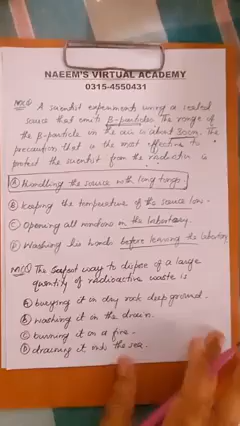 NAEEM'S VIRTUAL ACADEMY
0315-4550431
MCQ A scientist experiments using a sealed
source that emits β-particles. The range of
the β-particle in the air is about 30cm. The
precaution that is the most effective to
protect the scientist from the radiation is
Ⓐ Handling the source with long tongs
Ⓑ keeping the temperature of the source low.
Ⓒ Opening all windows in the laboratory.
Ⓓ Washing his hands before leaving the laboratory
MCQ The Safest way to dispose of a large
quantity of radioactive waste is
Ⓐ burying it in dry rock deep ground.
Ⓑ washing it in the drain.
Ⓒ burning it on a fire.
Ⓓ draining it into the sea.